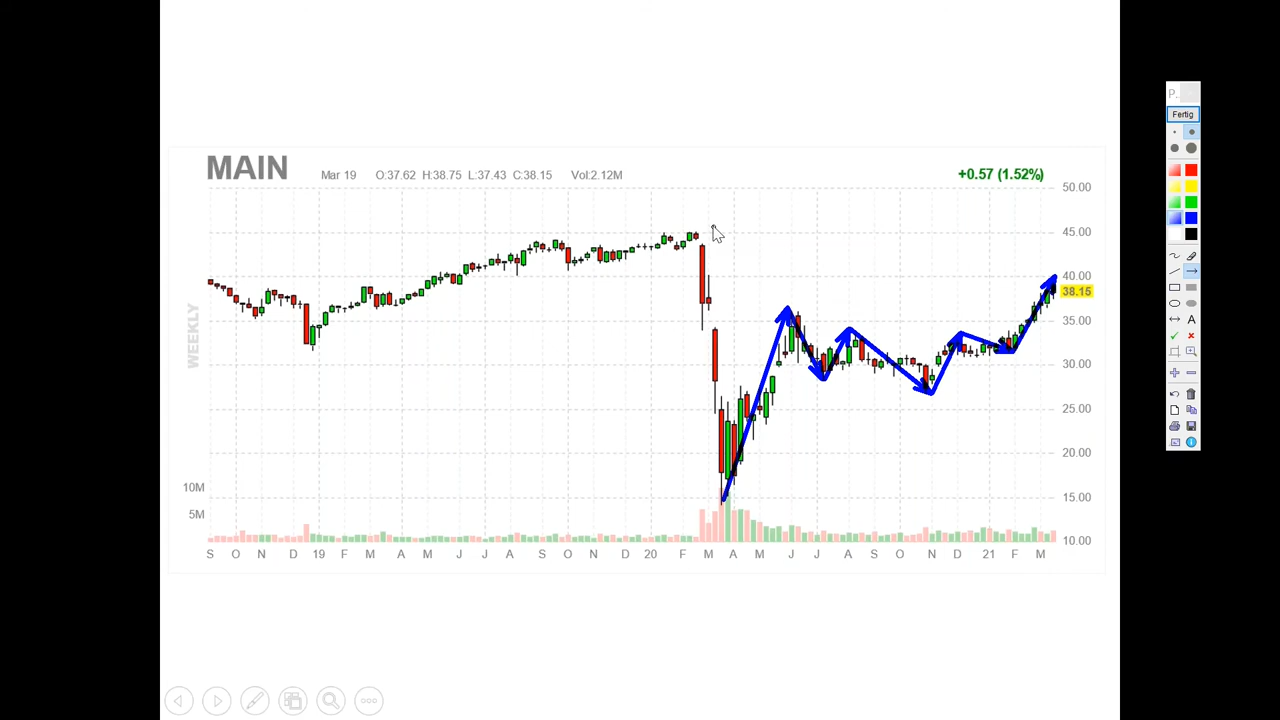 P.
Fertig
MAIN
Mar 19 O:37.62 H:38.75 L:37.43 C:38.15 Vol:2.12M
+0.57 (1.52%)
50.00
45.00
40.00
38.15
35.00
30.00
25.00
20.00
15.00
10.00
WEEKLY
10M
5M
S O N D 19 F M A M J J A S O N D 20 F M A M J J A S O N D 21 F M
A